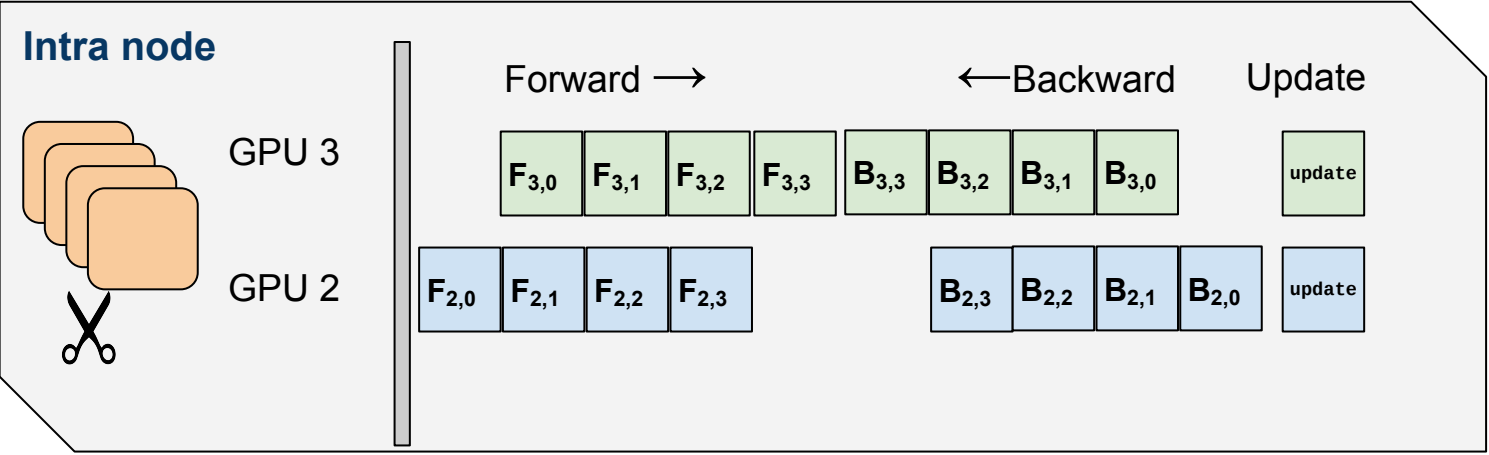 Intra node
Forward → ←Backward Update
GPU 3
F3,0 F3,1 F3,2 F3,3 B3,3 B3,2 B3,1 B3,0 update
GPU 2
F2,0 F2,1 F2,2 F2,3 B2,3 B2,2 B2,1 B2,0 update